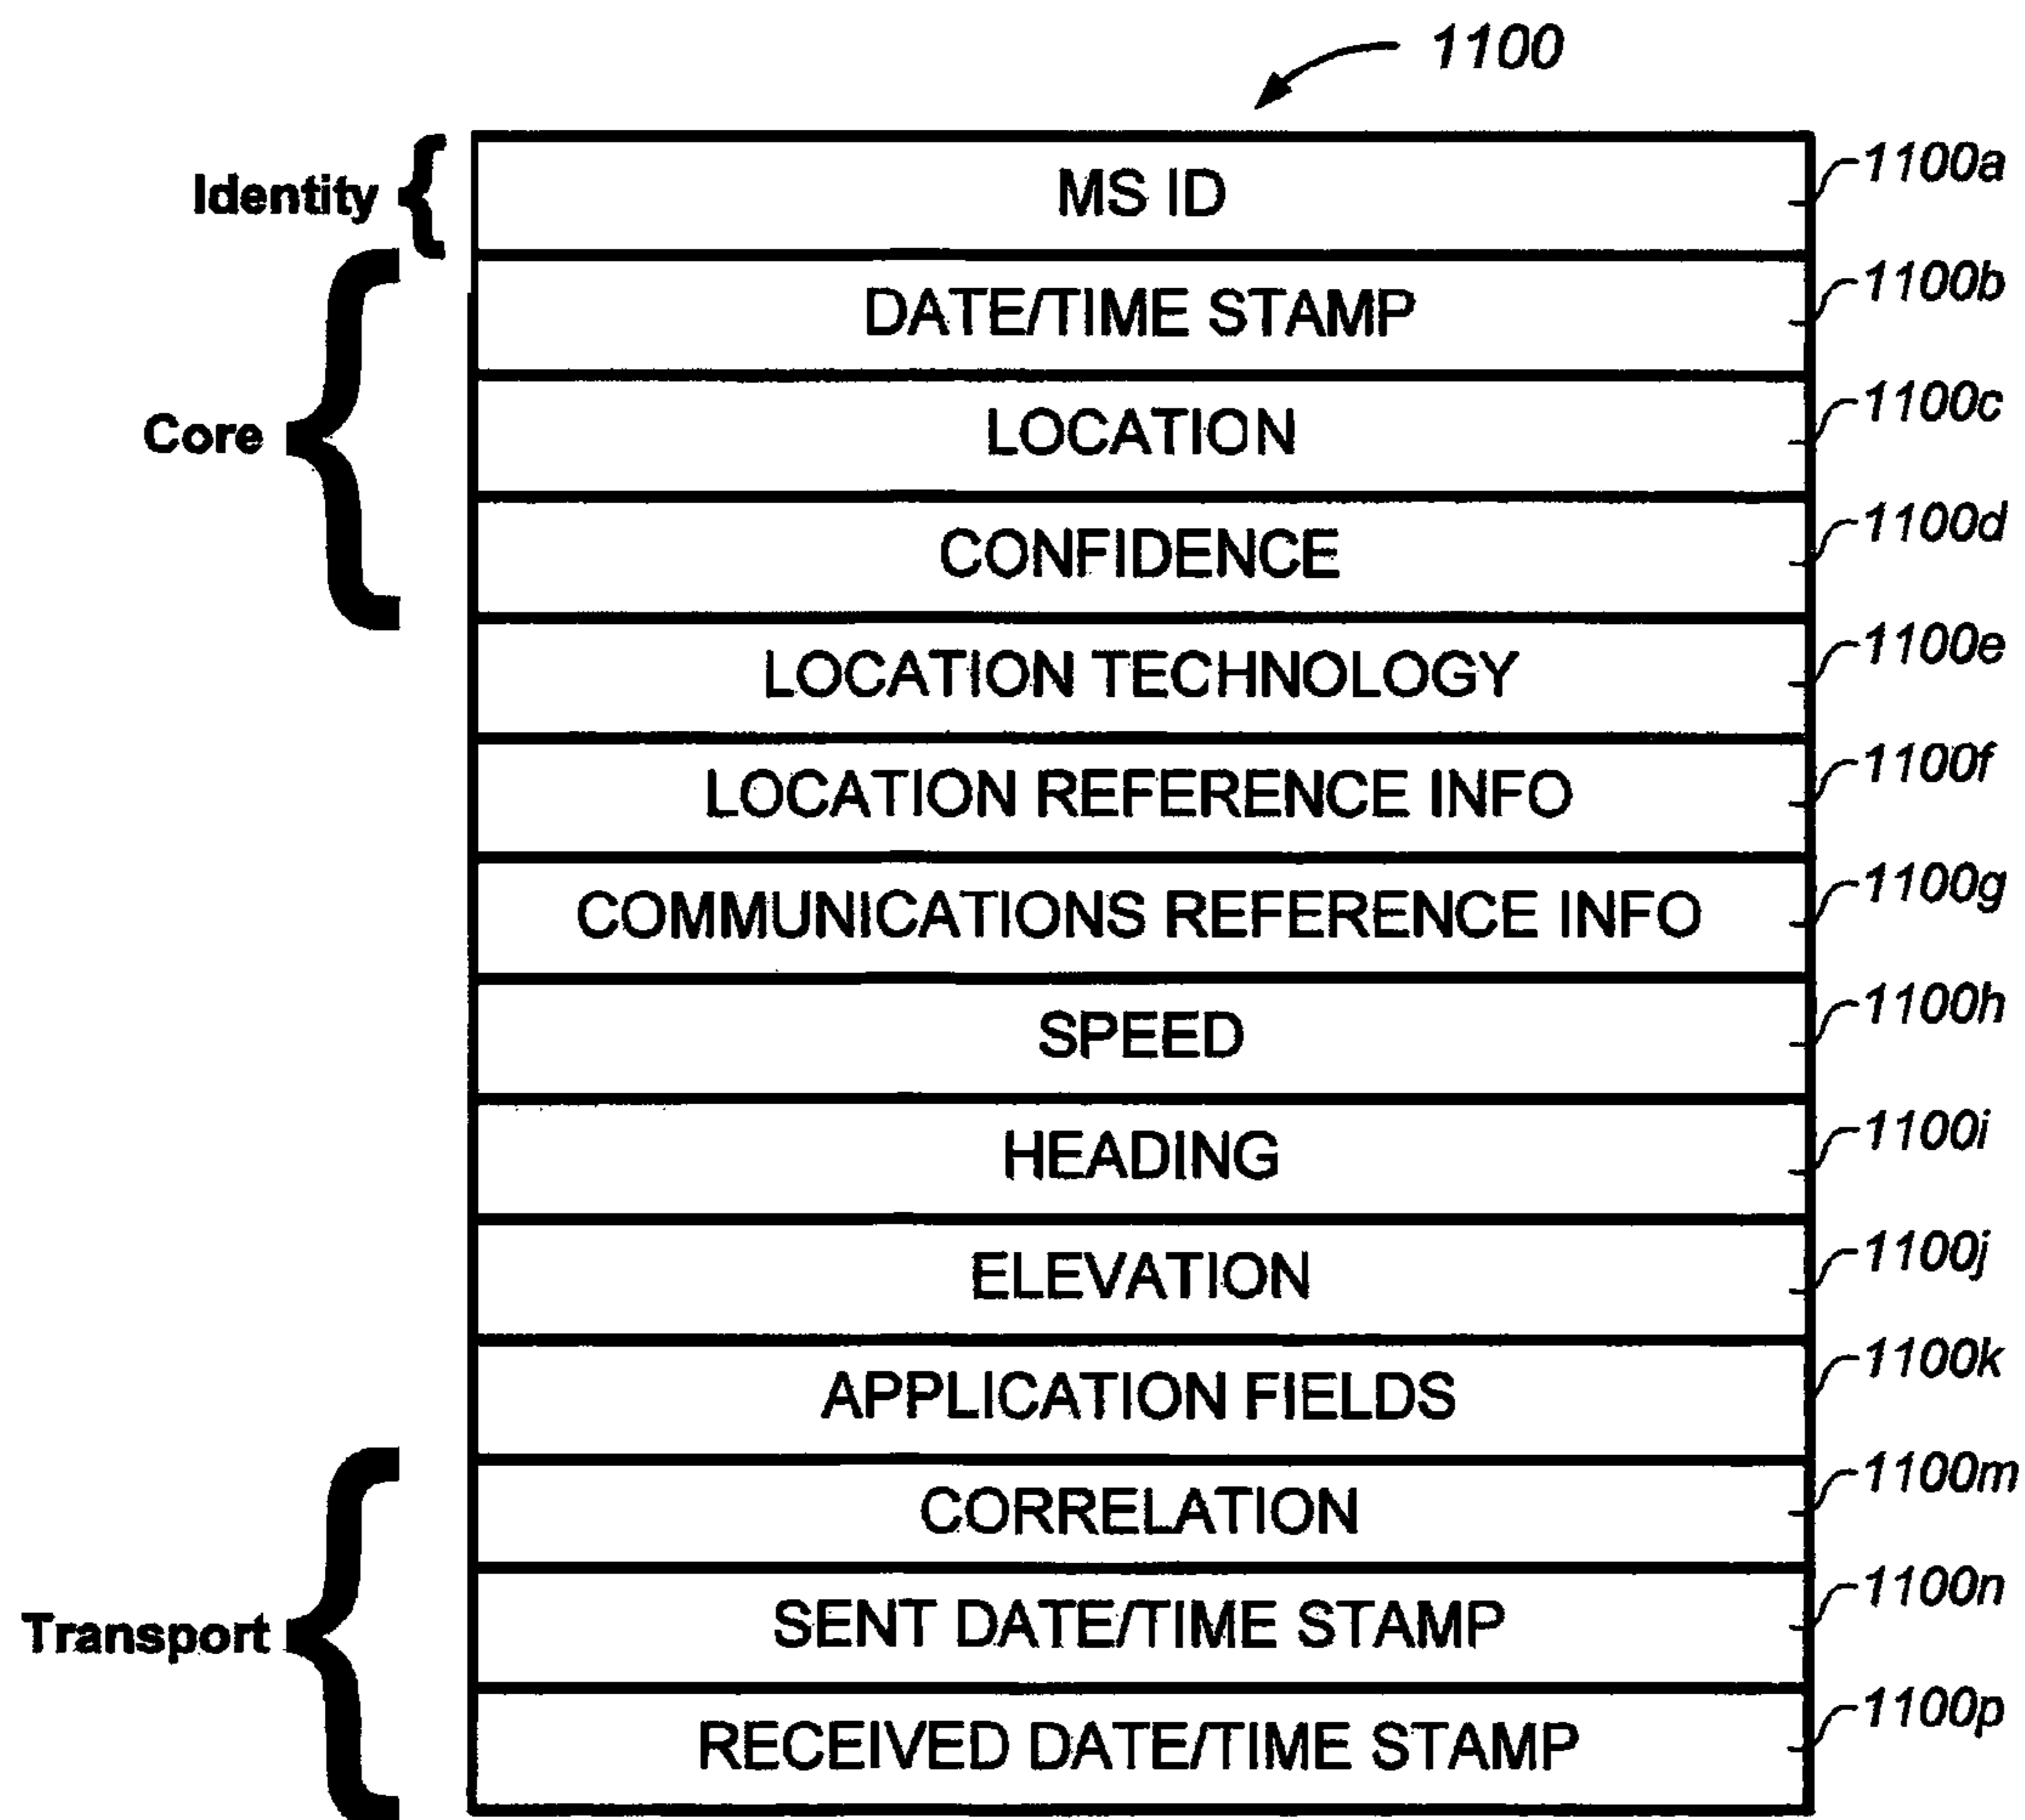 1100
Identity
MS ID
1100a
DATE/TIME STAMP
1100b
Core
LOCATION
1100c
CONFIDENCE
1100d
LOCATION TECHNOLOGY
1100e
LOCATION REFERENCE INFO
1100f
COMMUNICATIONS REFERENCE INFO
1100g
SPEED
1100h
HEADING
1100i
ELEVATION
1100j
APPLICATION FIELDS
1100k
Transport
CORRELATION
1100m
SENT DATE/TIME STAMP
1100n
RECEIVED DATE/TIME STAMP
1100p